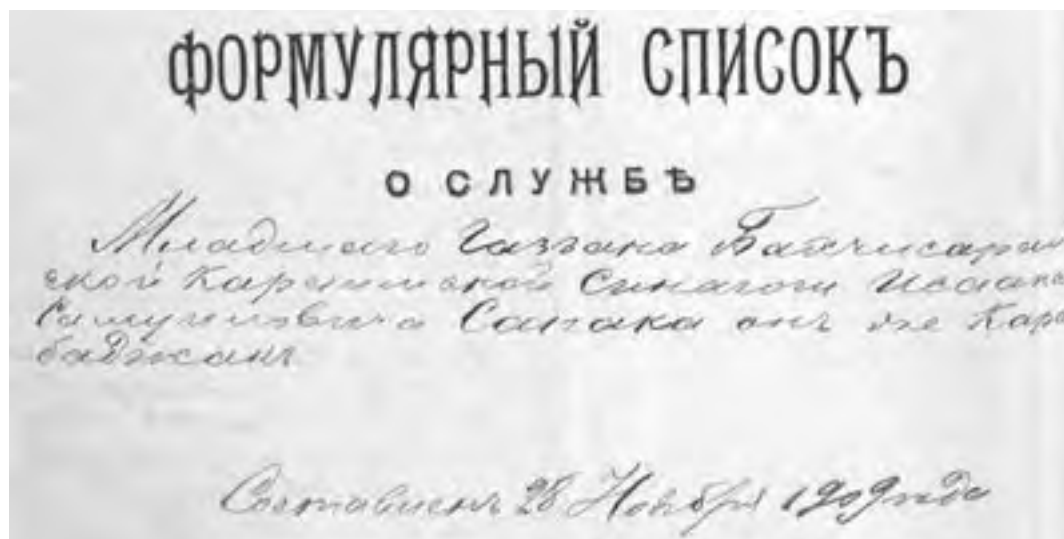 ФОРМУЛЯРНЫЙ СПИСОКЪ
О СЛУЖБѢ
Младшаго Газзана Бахчисарай
ской Караимской Синагоги Исаака
Самуиловича Сапака онъ же Кара
баджакъ
Составленъ 28 Ноября 1909 года